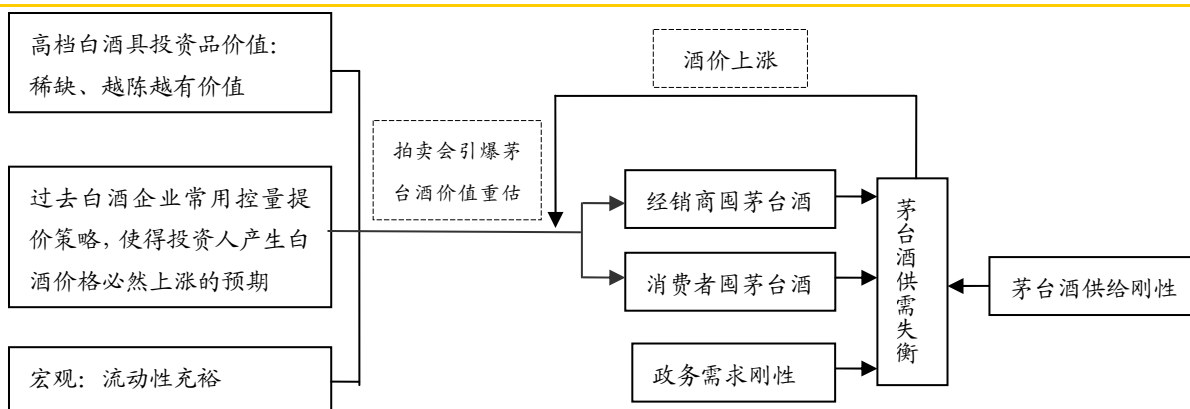 高档白酒具投资品价值:
稀缺、越陈越有价值
过去白酒企业常用控量提
价策略,使得投资人产生白
酒价格必然上涨的预期
宏观: 流动性充裕
拍卖会引爆茅
台酒价值重估
酒价上涨
经销商囤茅台酒
消费者囤茅台酒
政务需求刚性
茅台酒供需失衡
茅台酒供给刚性